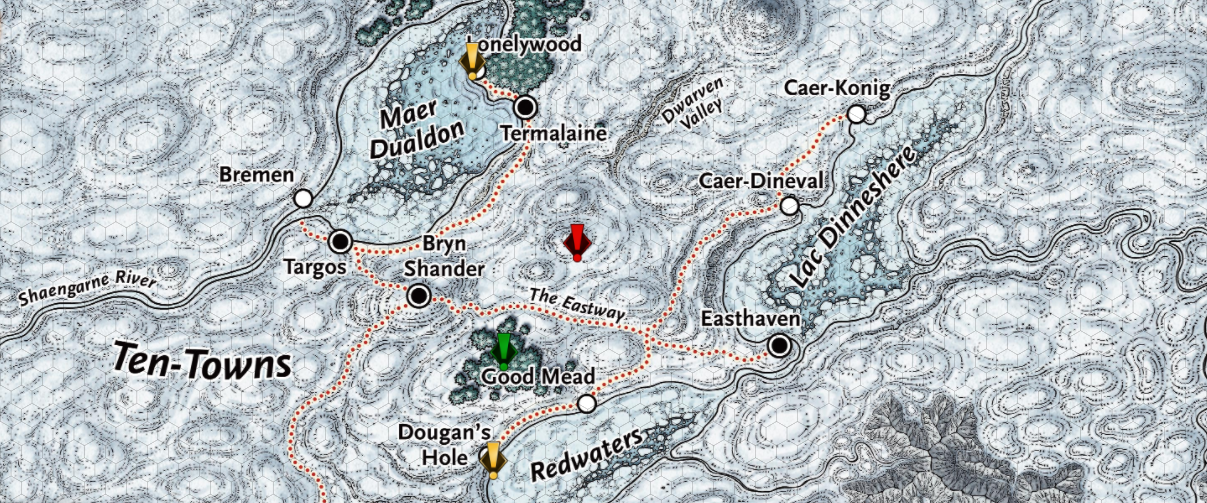 Lonelywood
Maer
Dualdon
Termalaine
Dwarven
Valley
Caer-Konig
Bremen
Caer-Dineval
Lac Dinneshere
Targos
Bryn
Shander
Shaengarne River
The Eastway
Easthaven
Ten-Towns
Good Mead
Dougan's
Hole
Redwaters